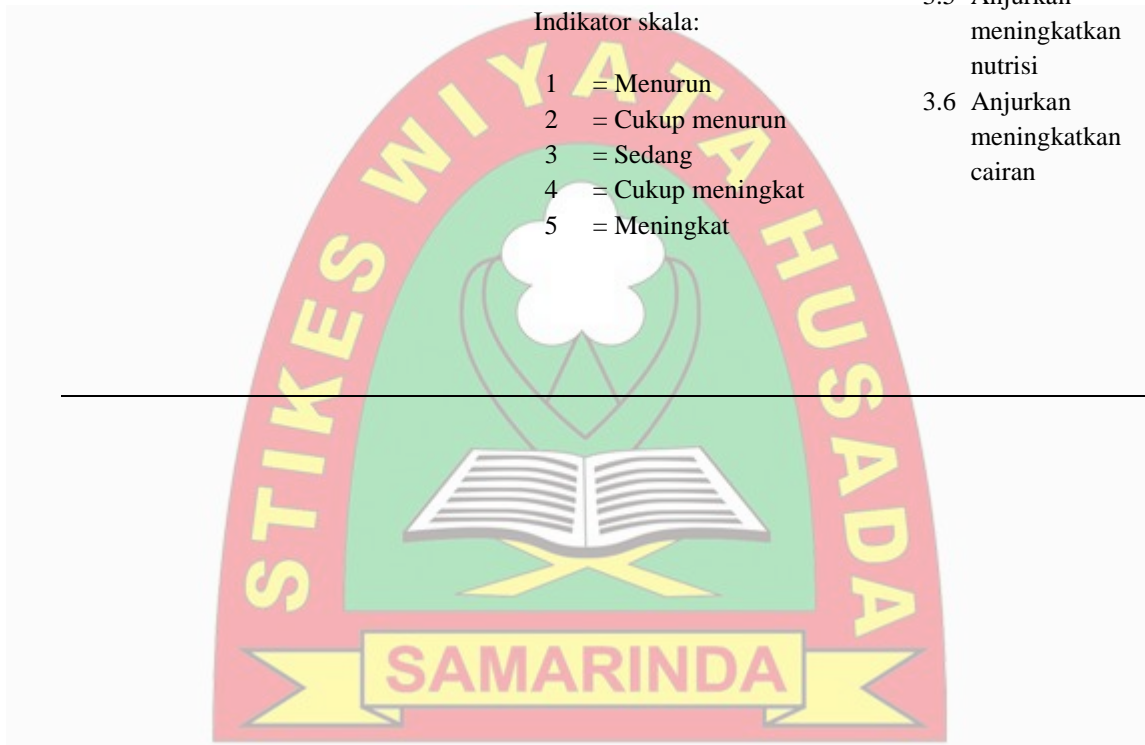 Indikator skala:
1 = Menurun
2 = Cukup menurun
3 = Sedang
4 = Cukup meningkat
5 = Meningkat
Anjurkan
meningkatkan
nutrisi
3.6 Anjurkan
meningkatkan
cairan
STIKES WIYATA HUSADA
SAMARINDA